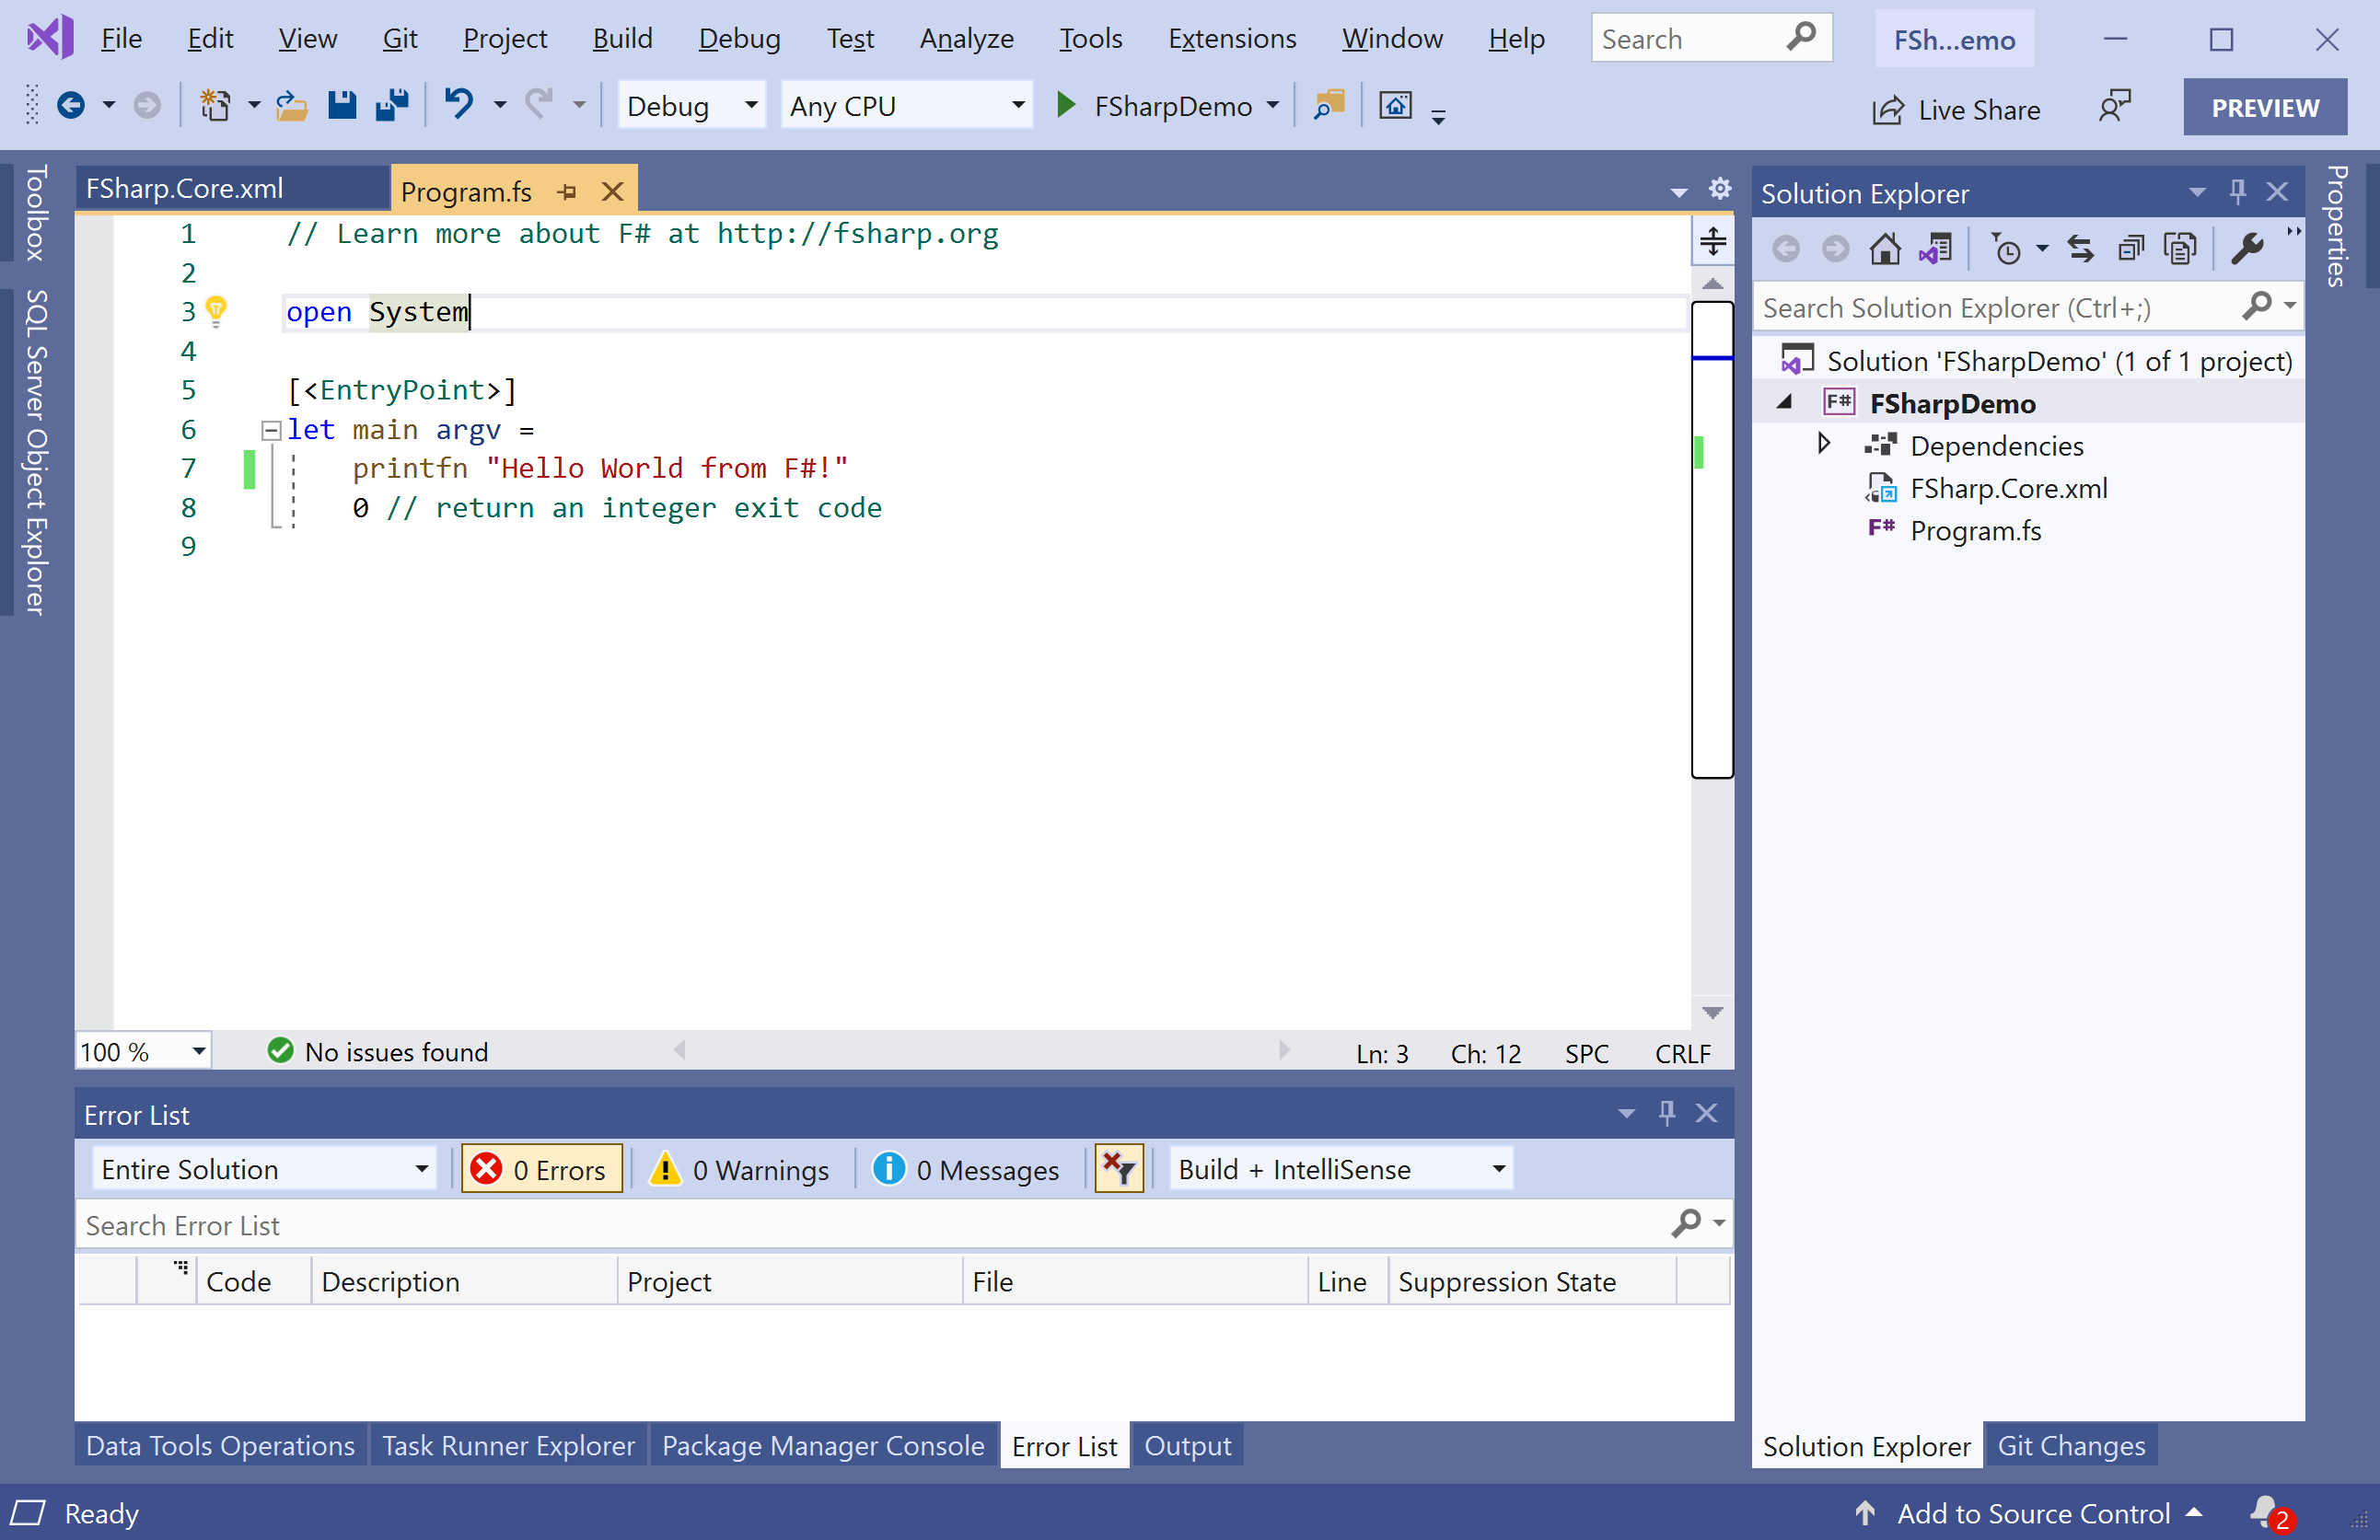 File Edit View Git Project Build Debug Test Analyze Tools Extensions Window Help Search FSh...emo
Debug Any CPU FSharpDemo Live Share PREVIEW
Toolbox
SQL Server Object Explorer
FSharp.Core.xml Program.fs
1 // Learn more about F# at http://fsharp.org
2
3 open System
4
5 [<EntryPoint>]
6 let main argv =
7 printfn "Hello World from F#!"
8 0 // return an integer exit code
9
100 % No issues found Ln: 3 Ch: 12 SPC CRLF
Error List
Entire Solution 0 Errors 0 Warnings 0 Messages Build + IntelliSense
Search Error List
Code Description Project File Line Suppression State
Data Tools Operations Task Runner Explorer Package Manager Console Error List Output
Solution Explorer
Search Solution Explorer (Ctrl+;)
Solution 'FSharpDemo' (1 of 1 project)
F# FSharpDemo
Dependencies
FSharp.Core.xml
F# Program.fs
Solution Explorer Git Changes
Properties
Ready Add to Source Control 2